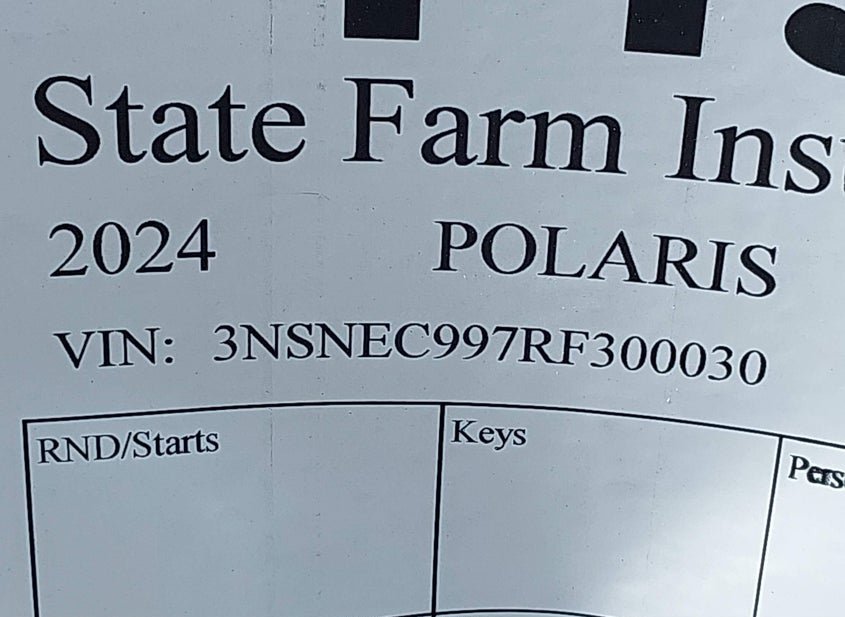 State Farm Ins
2024 POLARIS
VIN: 3NSNEC997RF300030
RND/Starts Keys Pers